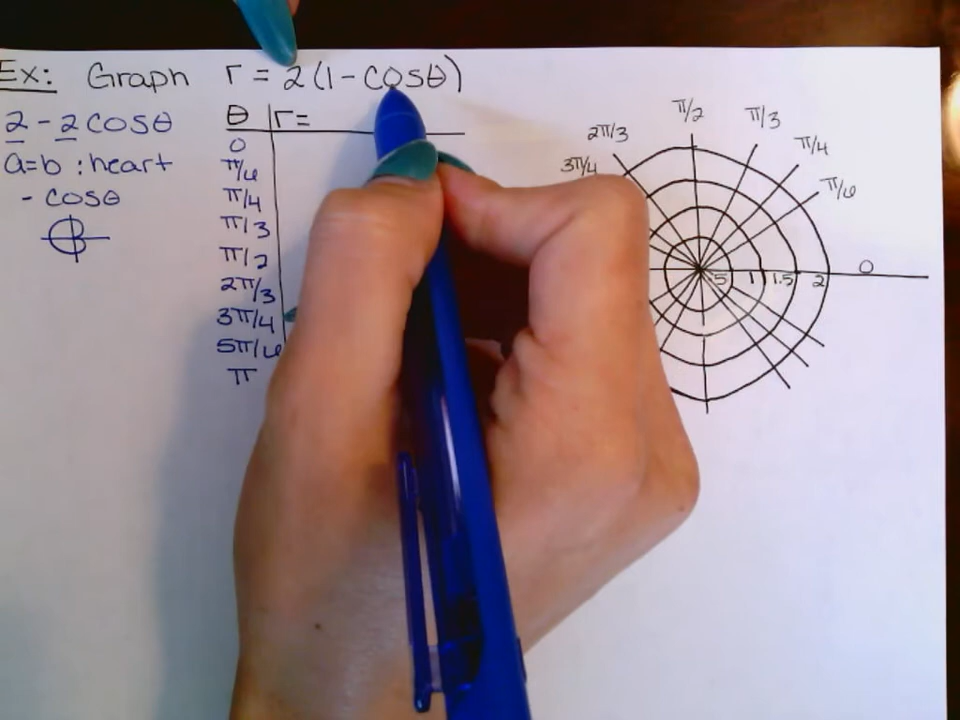 Ex: Graph r = 2(1 - cosθ)
2 - 2cosθ
a=b : heart
- cosθ
θ r=
0
π/6
π/4
π/3
π/2
2π/3
3π/4
5π/6
π
π/2
2π/3
π/3
3π/4
π/4
π/6
.5 1 1.5 2 0